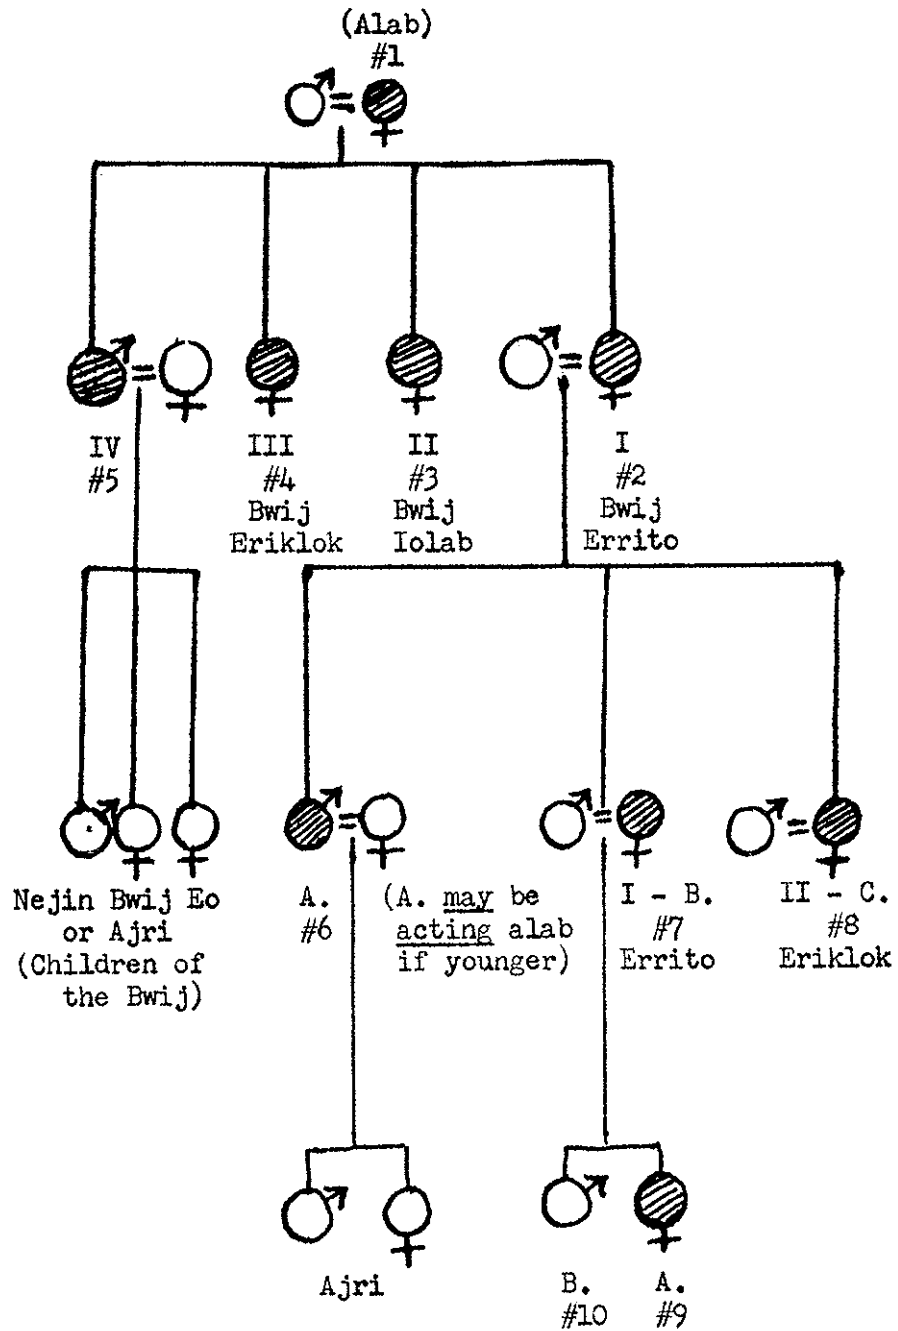 (Alab)
#1
IV
#5
III
#4
Bwij
Eriklok
II
#3
Bwij
Iolab
I
#2
Bwij
Errito
Nejin Bwij Eo
or Ajri
(Children of
the Bwij)
A.
#6
(A. may be
acting alab
if younger)
I - B.
#7
Errito
II - C.
#8
Eriklok
Ajri
B.
#10
A.
#9